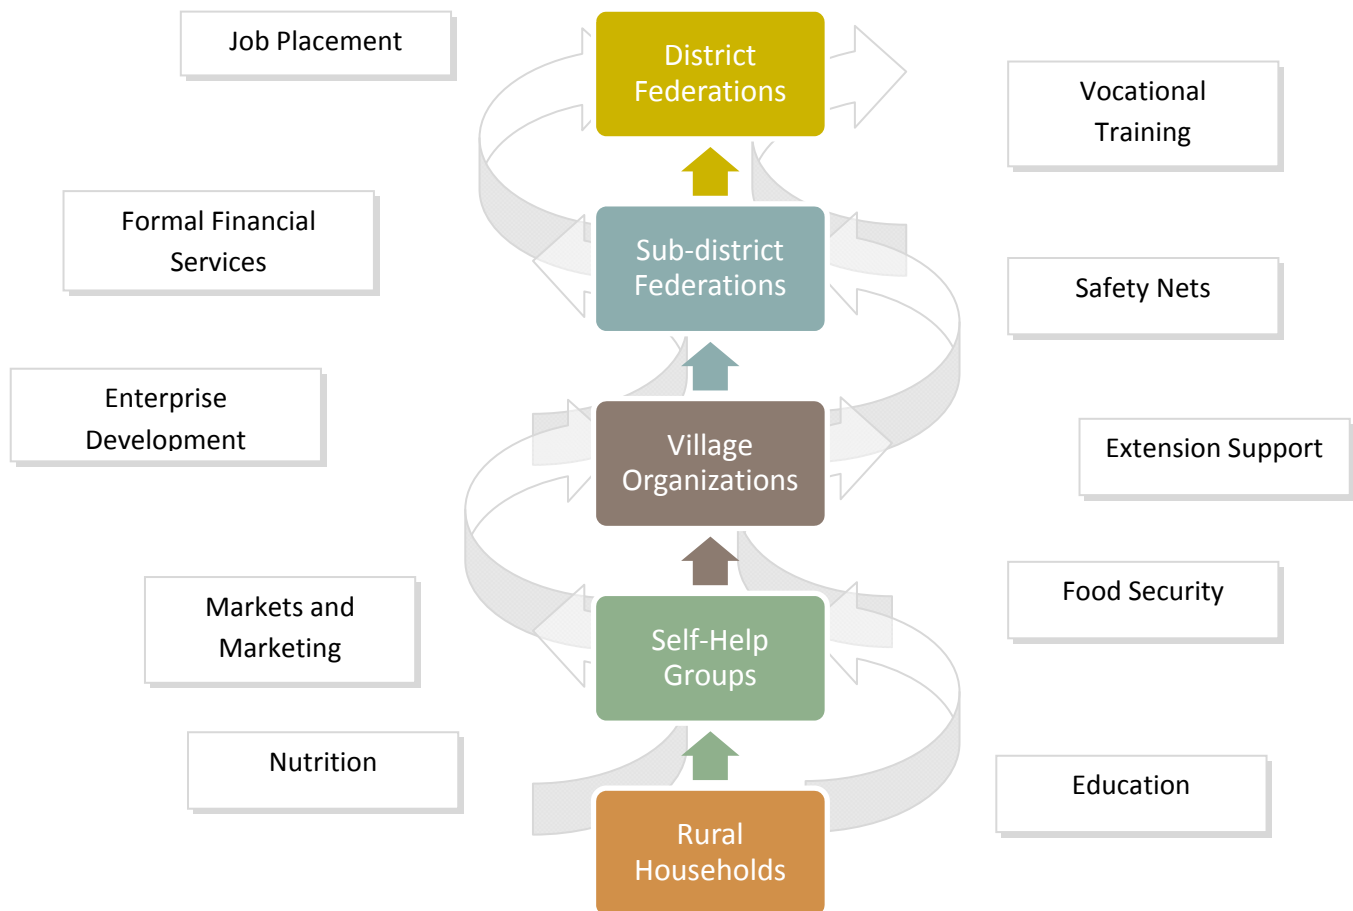 Job Placement
District
Federations
Vocational
Training
Formal Financial
Services
Sub-district
Federations
Safety Nets
Enterprise
Development
Village
Organizations
Extension Support
Markets and
Marketing
Self-Help
Groups
Food Security
Nutrition
Education
Rural
Households